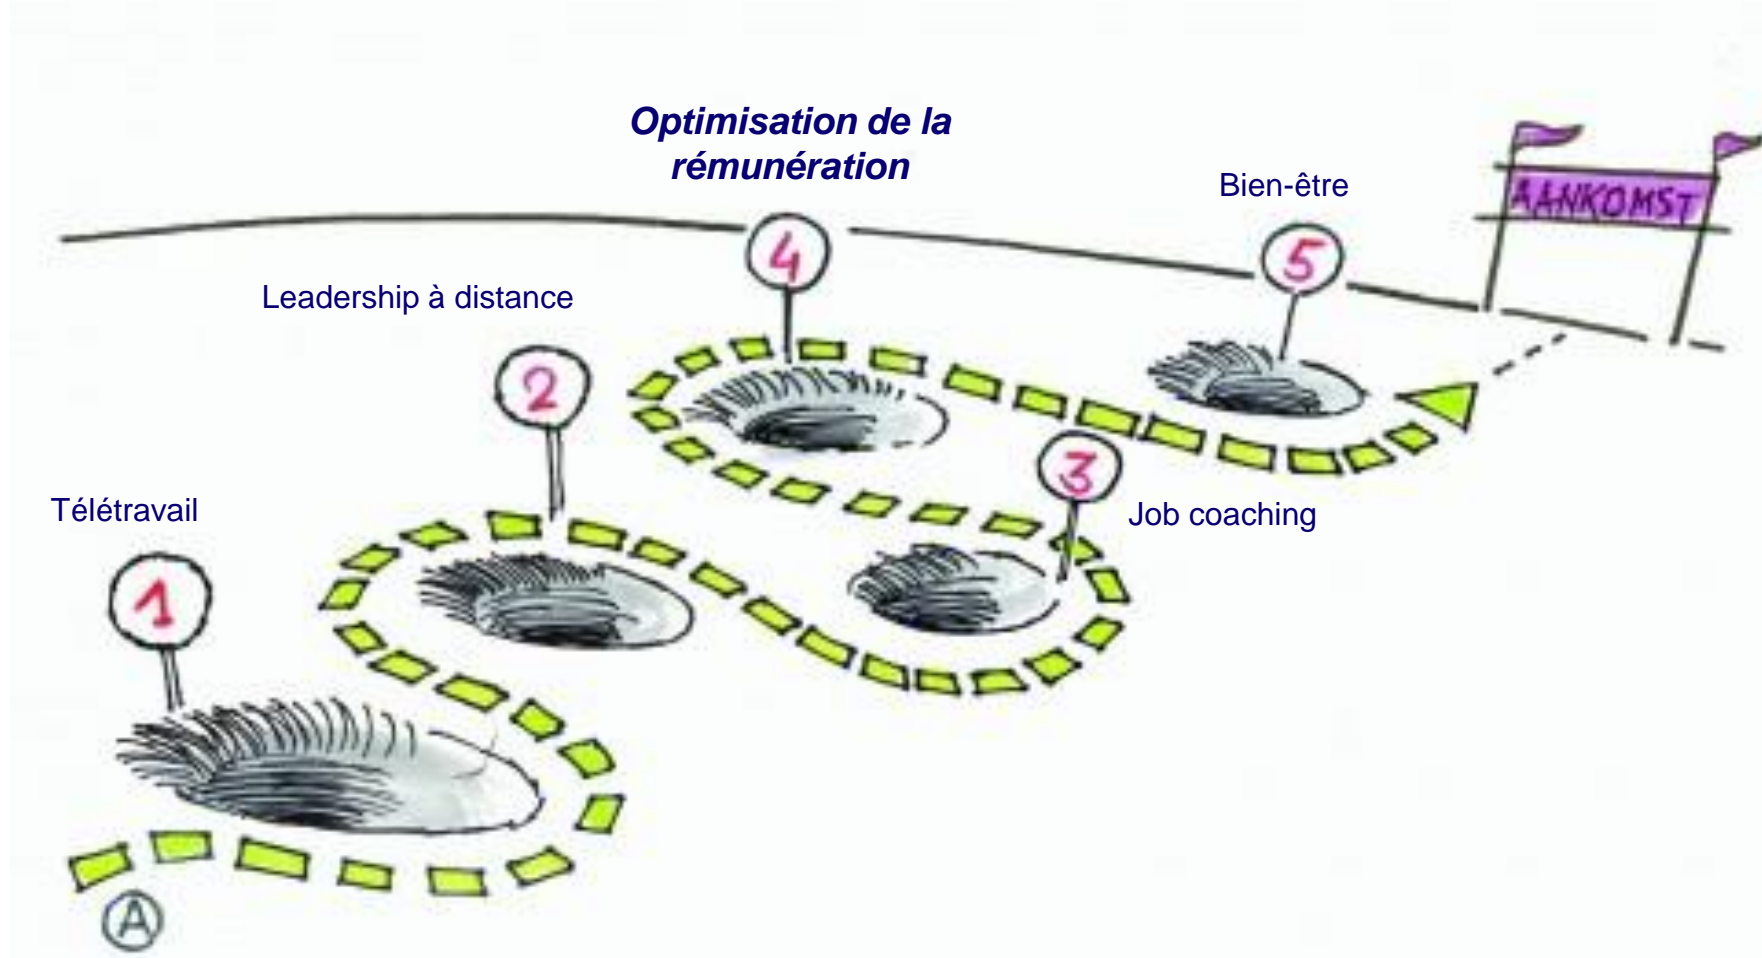 Optimisation de la
rémunération
Bien-être
AANKOMST
4
5
Leadership à distance
2
3
Télétravail
Job coaching
1
A